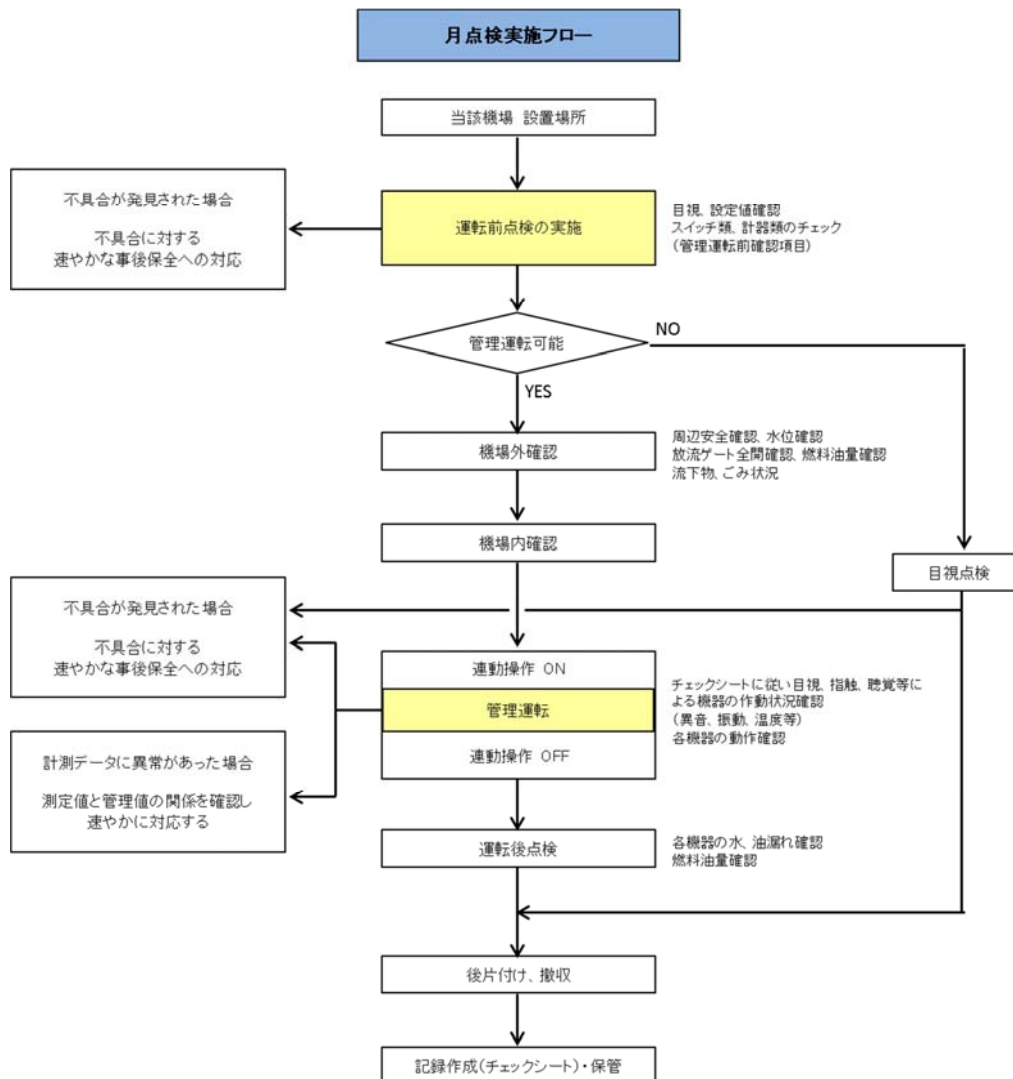 月点検実施フロー
当該機場 設置場所
不具合が発見された場合
不具合に対する
速やかな事後保全への対応
運転前点検の実施
目視、設定値確認
スイッチ類、計器類のチェック
(管理運転前確認項目)
管理運転可能
NO
YES
機場外確認
周辺安全確認、水位確認
放流ゲート全開確認、燃料油量確認
流下物、ごみ状況
機場内確認
目視点検
不具合が発見された場合
不具合に対する
速やかな事後保全への対応
連動操作 ON
管理運転
連動操作 OFF
チェックシートに従い目視、指触、聴覚等に
よる機器の作動状況確認
(異音、振動、温度等)
各機器の動作確認
計測データに異常があった場合
測定値と管理値の関係を確認し
速やかに対応する
運転後点検
各機器の水、油漏れ確認
燃料油量確認
後片付け、撤収
記録作成(チェックシート)・保管